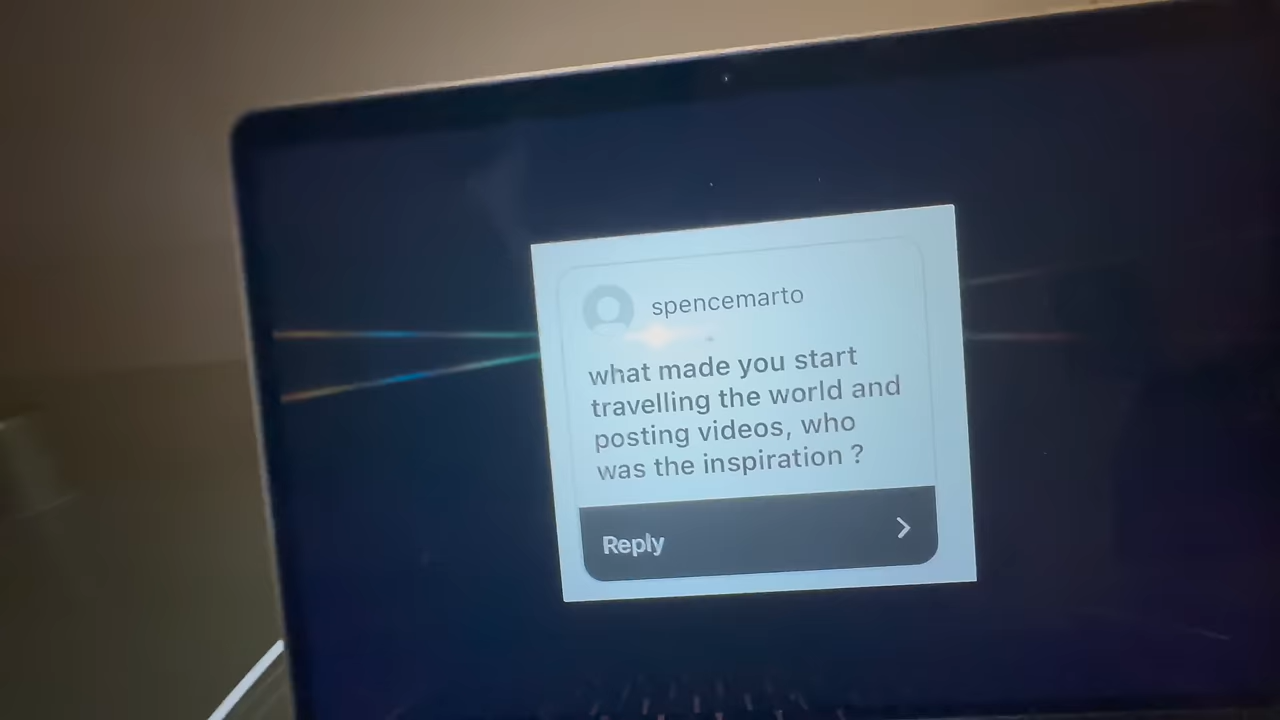 spencemarto
what made you start
travelling the world and
posting videos, who
was the inspiration ?
Reply